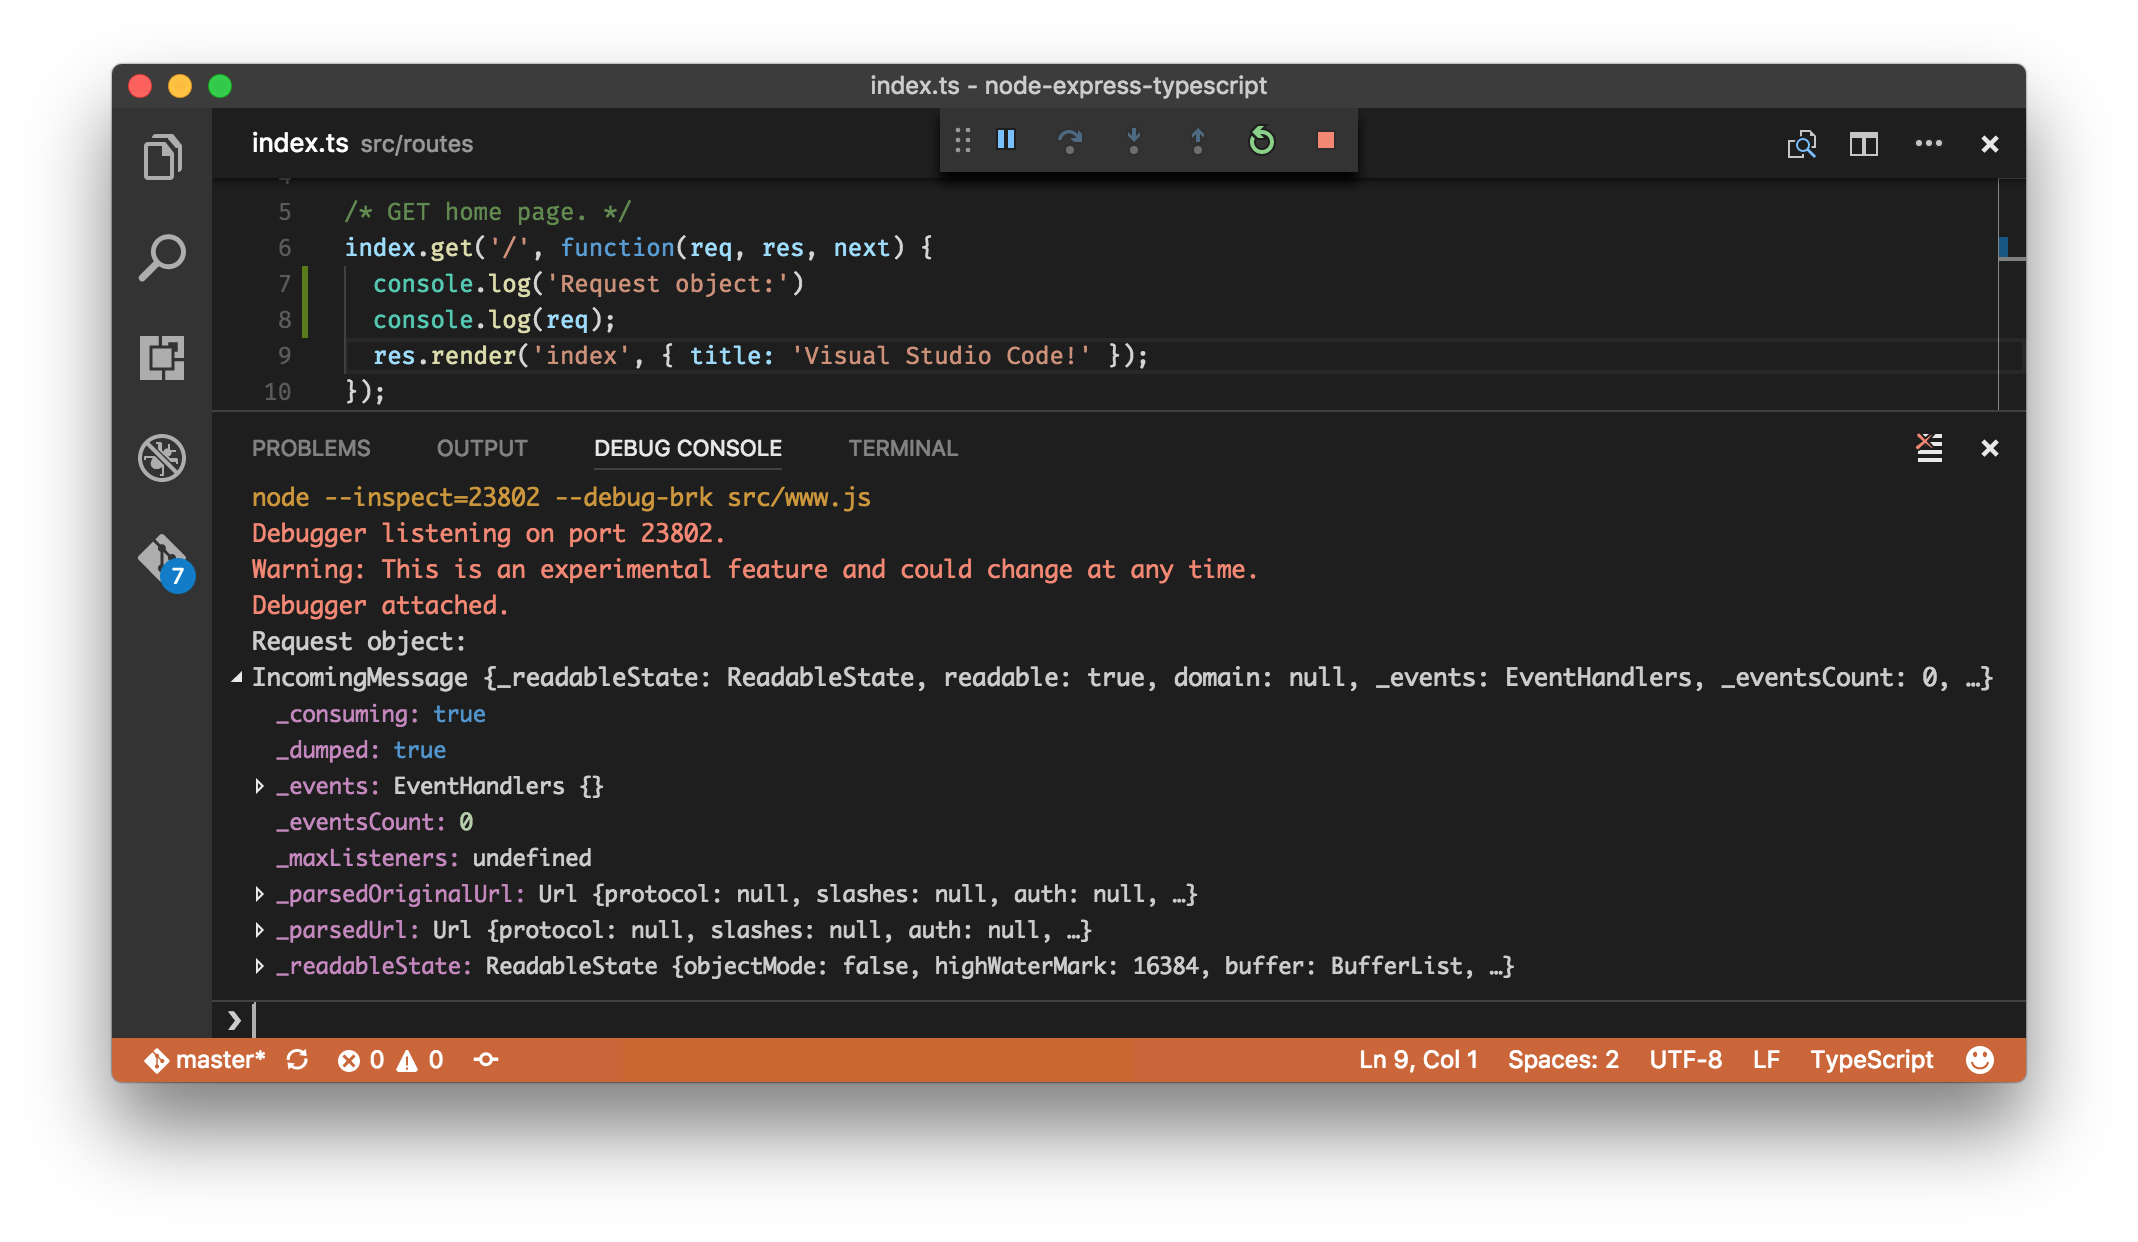 index.ts - node-express-typescript
index.ts src/routes
5 /* GET home page. */
6 index.get('/', function(req, res, next) {
7 console.log('Request object:')
8 console.log(req);
9 res.render('index', { title: 'Visual Studio Code!' });
10 });
PROBLEMS OUTPUT DEBUG CONSOLE TERMINAL
node --inspect=23802 --debug-brk src/www.js
Debugger listening on port 23802.
Warning: This is an experimental feature and could change at any time.
Debugger attached.
Request object:
IncomingMessage {_readableState: ReadableState, readable: true, domain: null, _events: EventHandlers, _eventsCount: 0, …}
_consuming: true
_dumped: true
_events: EventHandlers {}
_eventsCount: 0
_maxListeners: undefined
_parsedOriginalUrl: Url {protocol: null, slashes: null, auth: null, …}
_parsedUrl: Url {protocol: null, slashes: null, auth: null, …}
_readableState: ReadableState {objectMode: false, highWaterMark: 16384, buffer: BufferList, …}
7
master* 0 0 Ln 9, Col 1 Spaces: 2 UTF-8 LF TypeScript